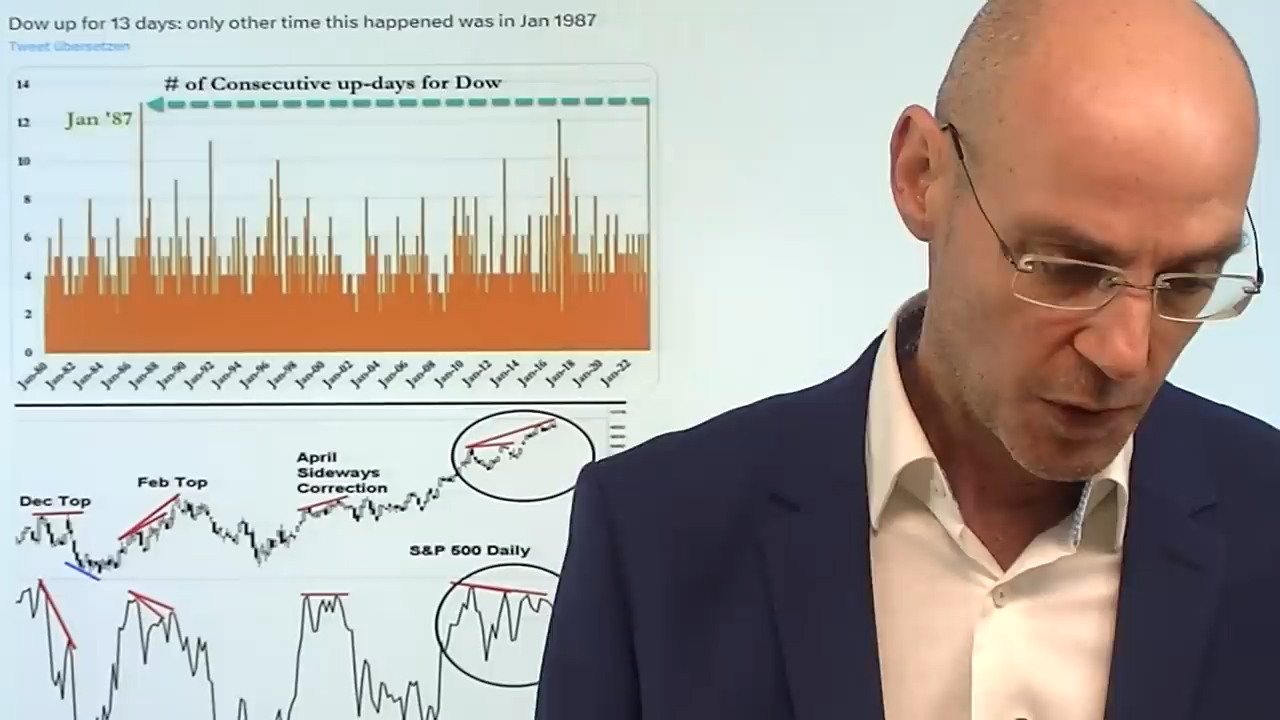 Dow up for 13 days: only other time this happened was in Jan 1987
Tweet übersetzen
# of Consecutive up-days for Dow
Jan '87
14
12
10
8
6
4
2
0
Jan-80
Jan-82
Jan-84
Jan-86
Jan-88
Jan-90
Jan-92
Jan-94
Jan-96
Jan-98
Jan-00
Jan-02
Jan-04
Jan-06
Jan-08
Jan-10
Jan-12
Jan-14
Jan-16
Jan-18
Jan-20
Jan-22
Dec Top
Feb Top
April
Sideways
Correction
S&P 500 Daily